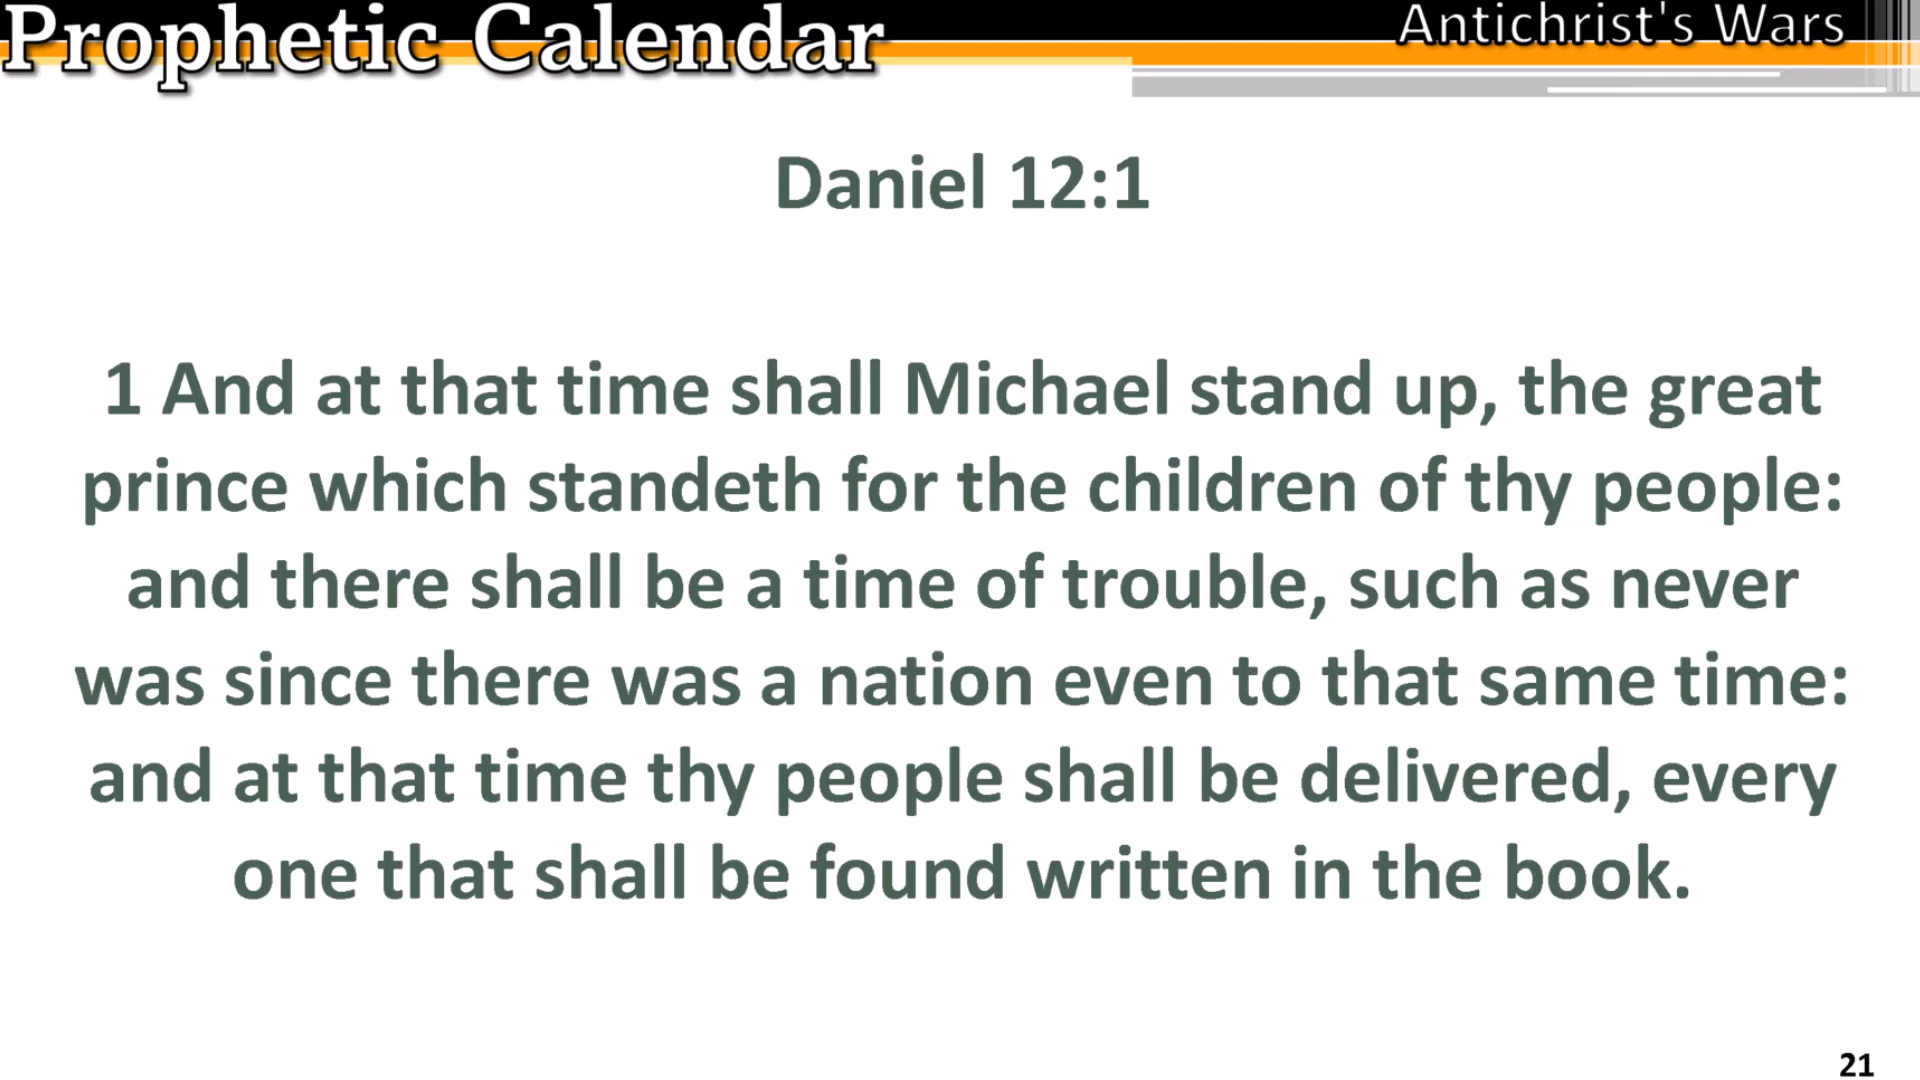 Prophetic Calendar
Antichrist's Wars
Daniel 12:1
1 And at that time shall Michael stand up, the great
prince which standeth for the children of thy people:
and there shall be a time of trouble, such as never
was since there was a nation even to that same time:
and at that time thy people shall be delivered, every
one that shall be found written in the book.
21